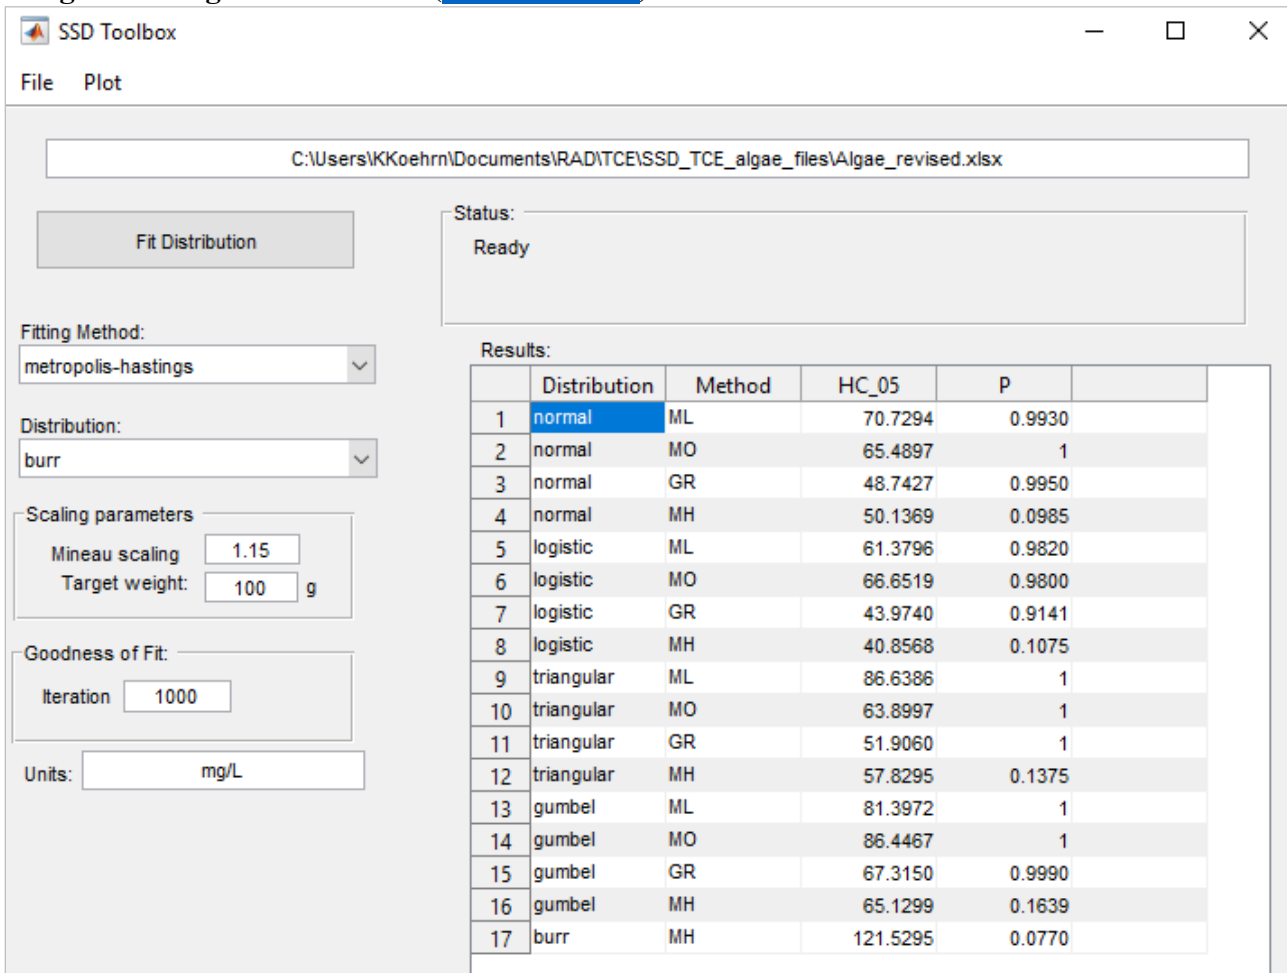 SSD Toolbox
File Plot
C:\Users\KKoehrn\Documents\RAD\TCE\SSD_TCE_algae_files\Algae_revised.xlsx
Fit Distribution
Status:
Ready
Fitting Method:
metropolis-hastings
Distribution:
burr
Scaling parameters
Mineau scaling 1.15
Target weight: 100 g
Goodness of Fit:
Iteration 1000
Units: mg/L
Results:
Distribution Method HC_05 P
1 normal ML 70.7294 0.9930
2 normal MO 65.4897 1
3 normal GR 48.7427 0.9950
4 normal MH 50.1369 0.0985
5 logistic ML 61.3796 0.9820
6 logistic MO 66.6519 0.9800
7 logistic GR 43.9740 0.9141
8 logistic MH 40.8568 0.1075
9 triangular ML 86.6386 1
10 triangular MO 63.8997 1
11 triangular GR 51.9060 1
12 triangular MH 57.8295 0.1375
13 gumbel ML 81.3972 1
14 gumbel MO 86.4467 1
15 gumbel GR 67.3150 0.9990
16 gumbel MH 65.1299 0.1639
17 burr MH 121.5295 0.0770